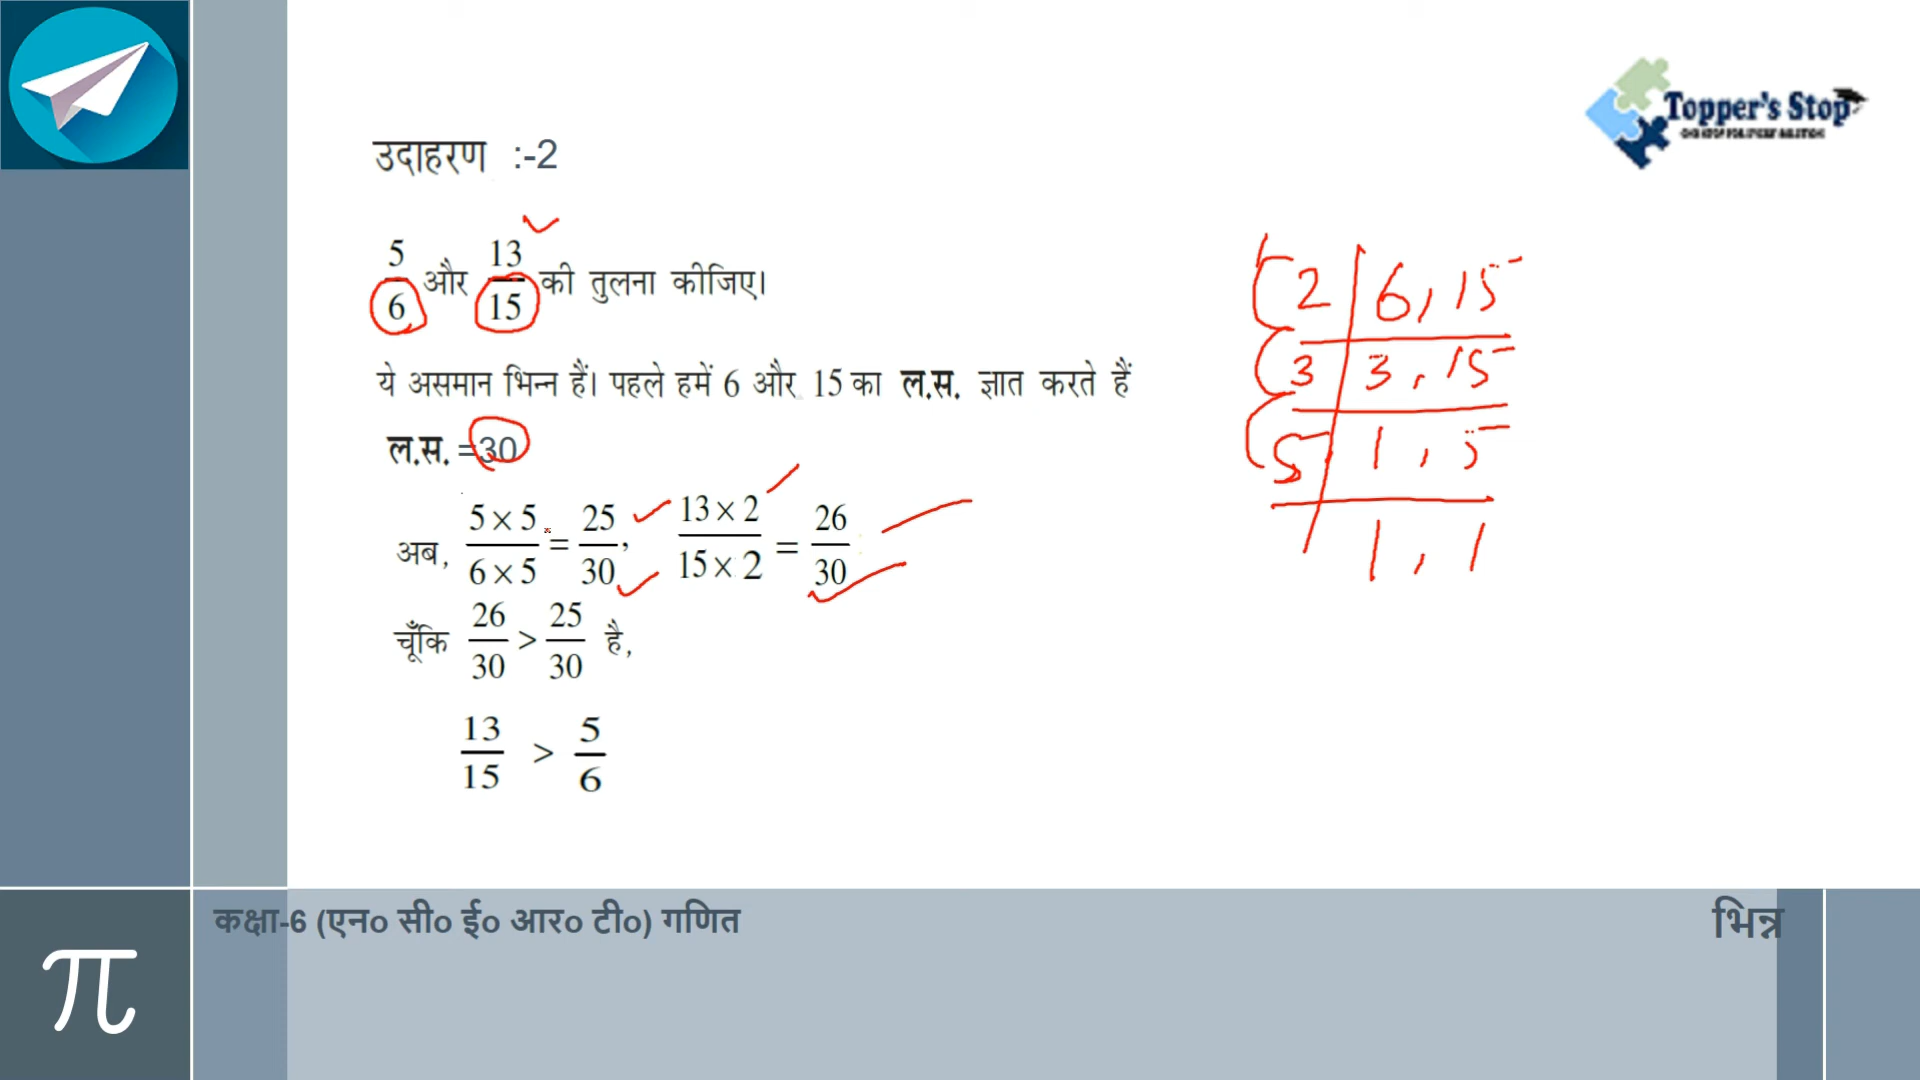 Topper's Stop
उदाहरण :-2
5/6 और 13/15 की तुलना कीजिए।
ये असमान भिन्न हैं। पहले हमें 6 और 15 का ल.स. ज्ञात करते हैं
ल.स. =30
अब, 5 × 5 / 6 × 5 = 25/30, 13 × 2 / 15 × 2 = 26/30
चूँकि 26/30 > 25/30 है,
13/15 > 5/6
2 | 6, 15
3 | 3, 15
5 | 1, 5
1, 1
कक्षा-6 (एन० सी० ई० आर० टी०) गणित
भिन्न
π